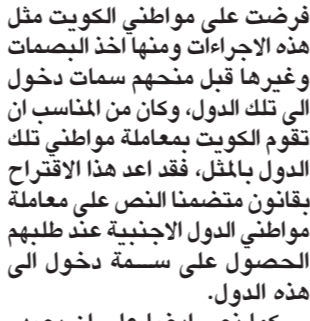 فرضت على مواطني الكويت مثل
هذه الاجراءات ومنها اخذ البصمات
وغيرها قبل منحهم سمات دخول
الى تلك الدول، وكان من المناسب ان
تقوم الكويت بمعاملة مواطني تلك
الدول بالمثل، فقد اعد هذا الاقتراح
بقانون متضمنا النص على معاملة
مواطني الدول الاجنبية عند طلبهم
الحصول على ســمة دخول الى
هذه الدول.